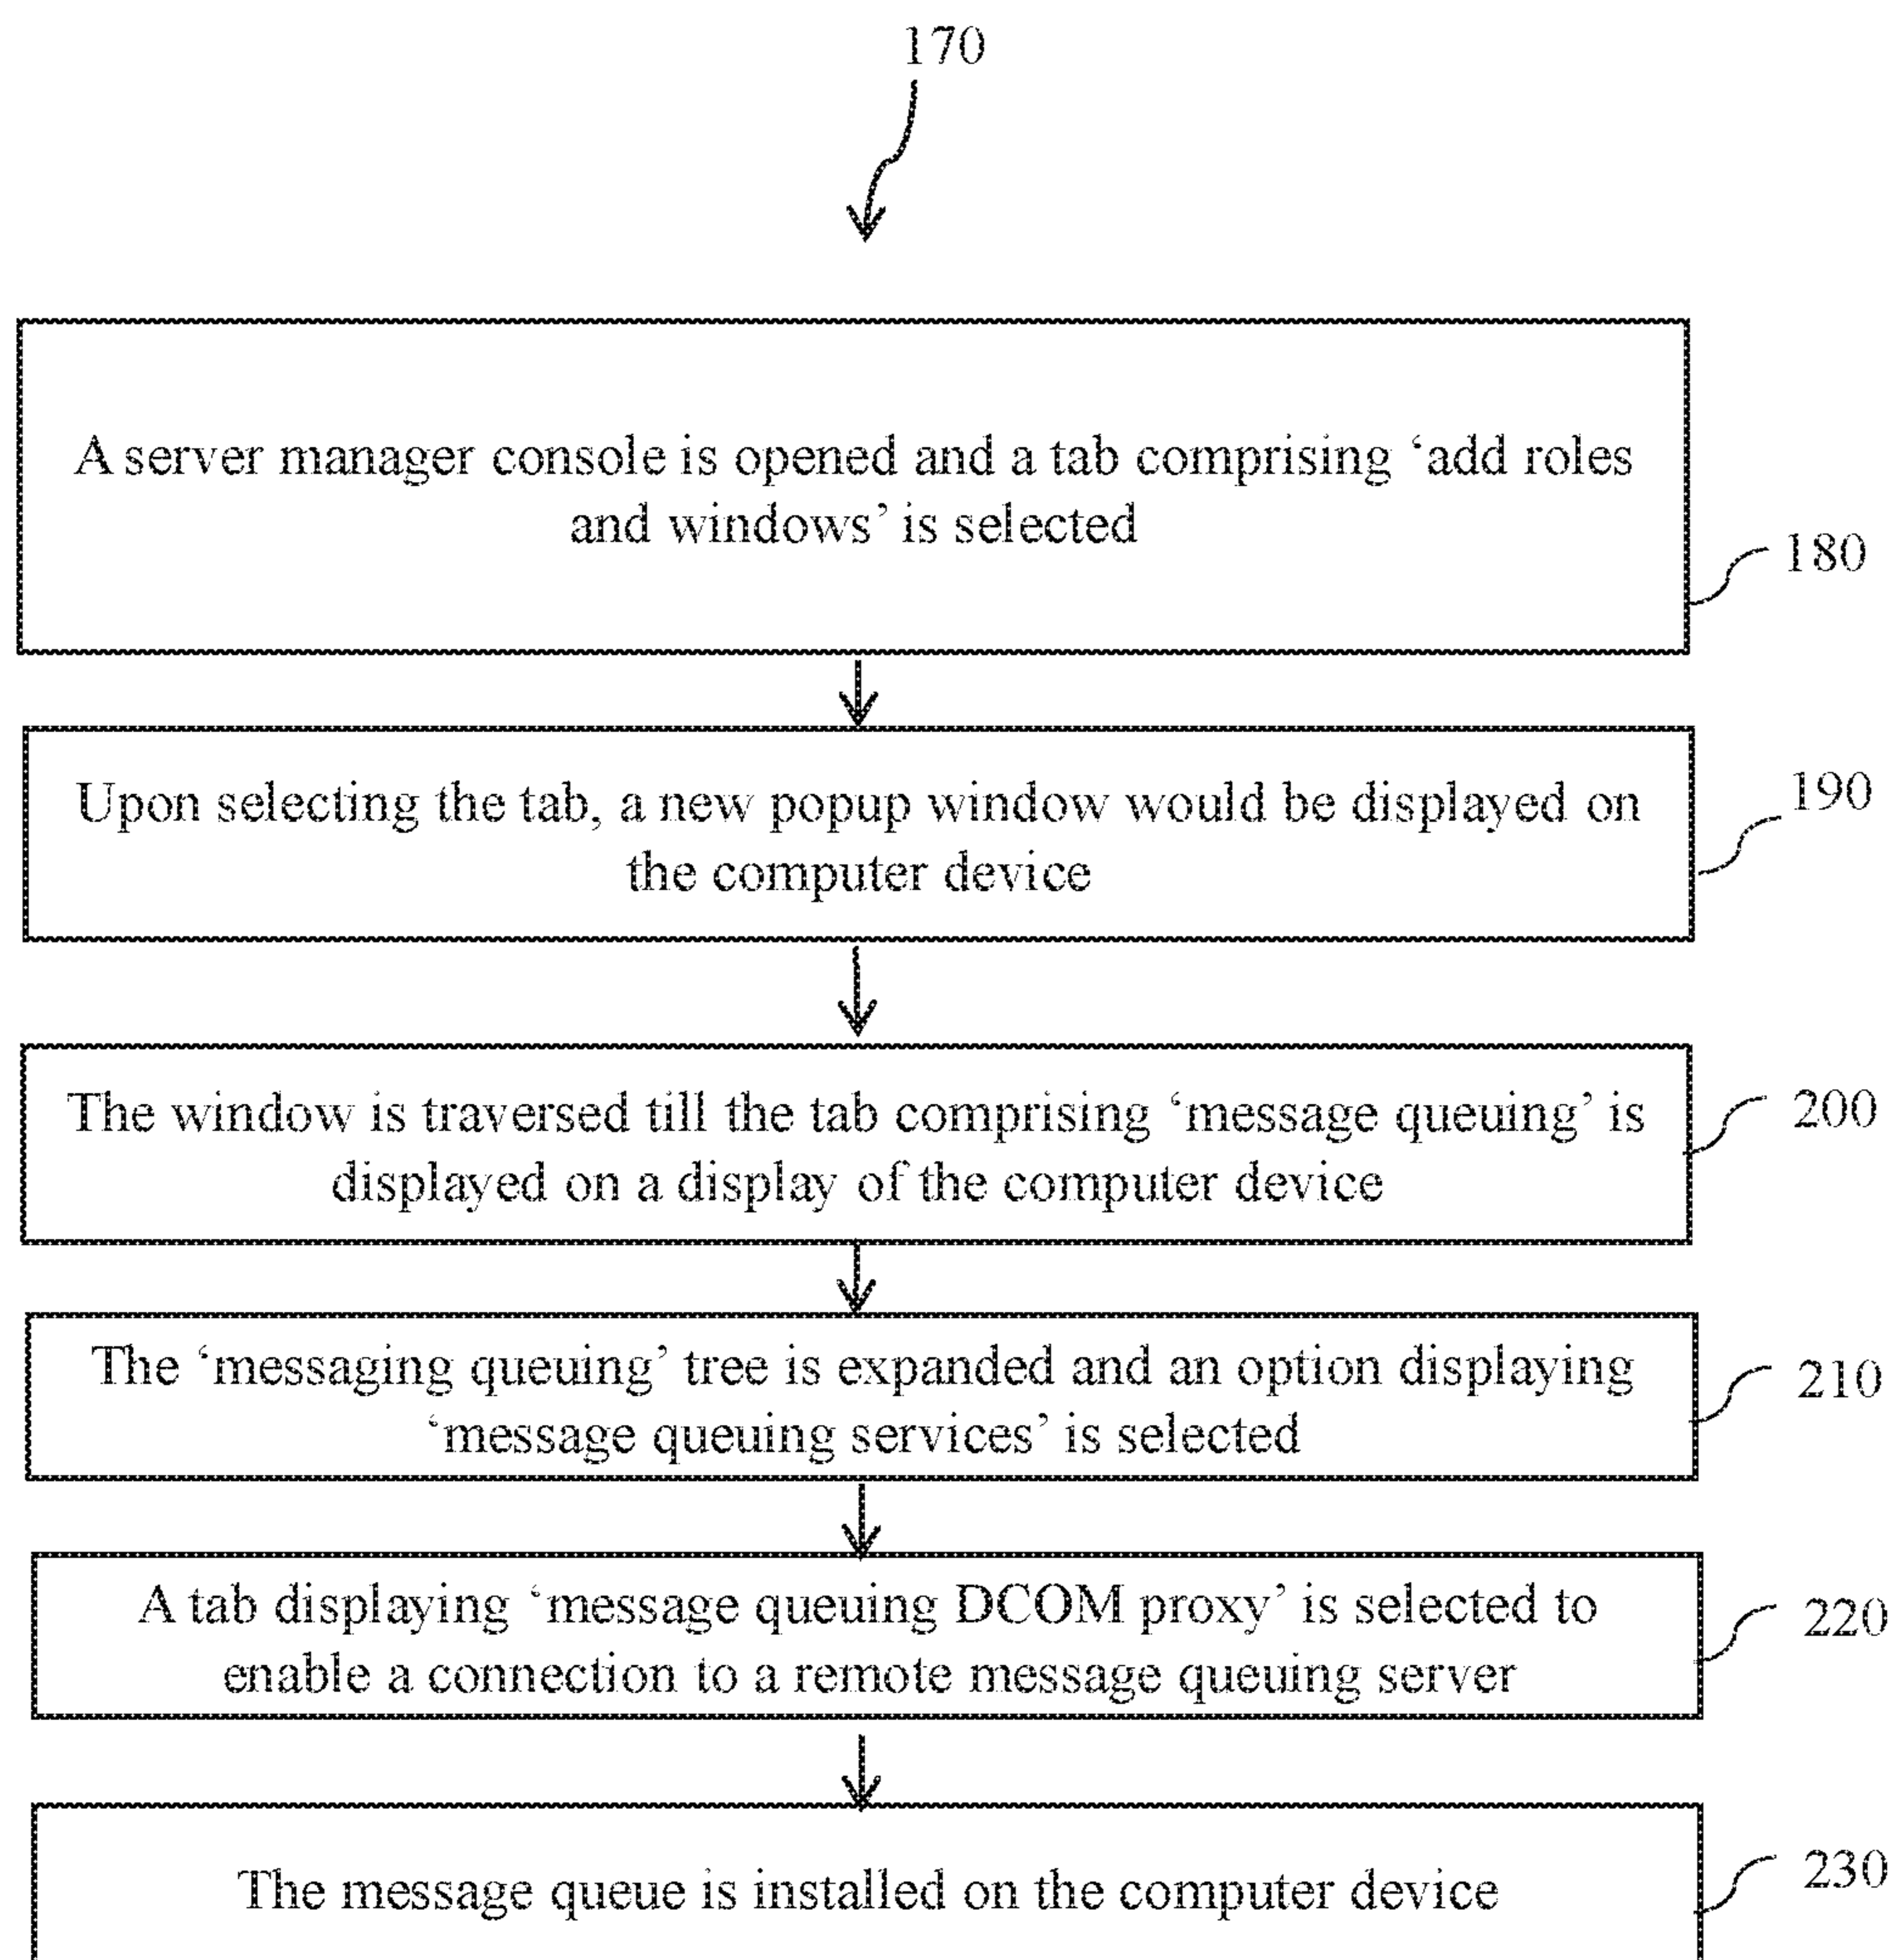 170
A server manager console is opened and a tab comprising ‘add roles
and windows’ is selected
180
Upon selecting the tab, a new popup window would be displayed on
the computer device
190
The window is traversed till the tab comprising ‘message queuing’ is
displayed on a display of the computer device
200
The ‘messaging queuing’ tree is expanded and an option displaying
‘message queuing services’ is selected
210
A tab displaying ‘message queuing DCOM proxy’ is selected to
enable a connection to a remote message queuing server
220
The message queue is installed on the computer device
230